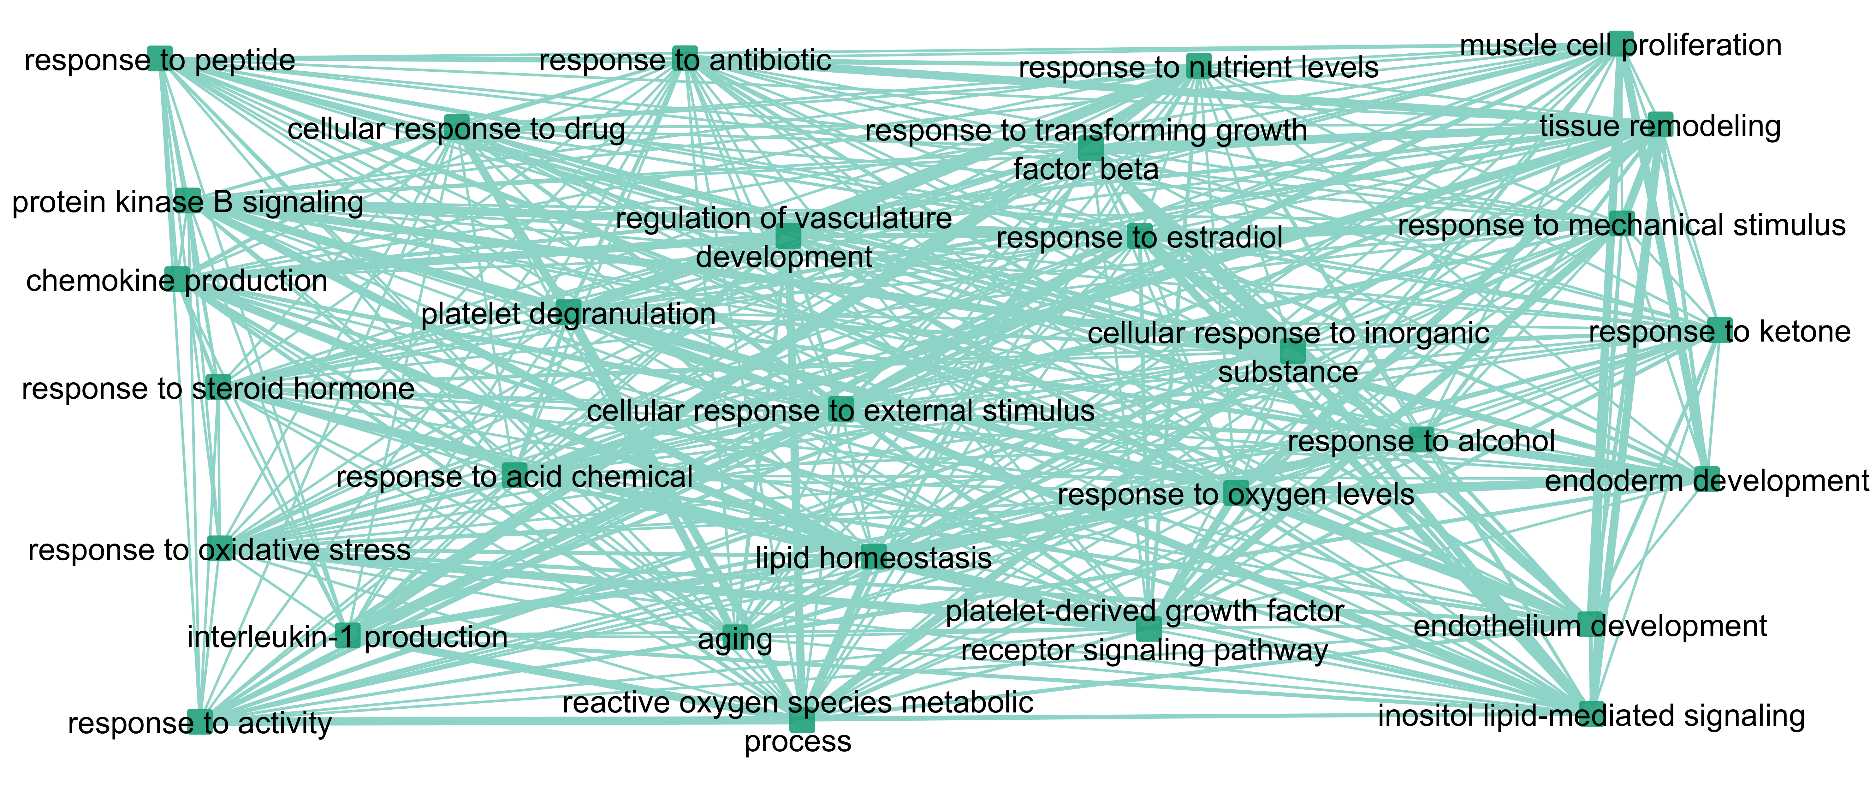 response to peptide
response to antibiotic
response to nutrient levels
muscle cell proliferation
cellular response to drug
response to transforming growth
factor beta
tissue remodeling
protein kinase B signaling
regulation of vasculature
development
response to estradiol
response to mechanical stimulus
chemokine production
platelet degranulation
cellular response to inorganic
substance
response to ketone
response to steroid hormone
cellular response to external stimulus
response to alcohol
response to acid chemical
response to oxygen levels
endoderm development
response to oxidative stress
lipid homeostasis
interleukin-1 production
aging
platelet-derived growth factor
receptor signaling pathway
endothelium development
response to activity
reactive oxygen species metabolic
process
inositol lipid-mediated signaling